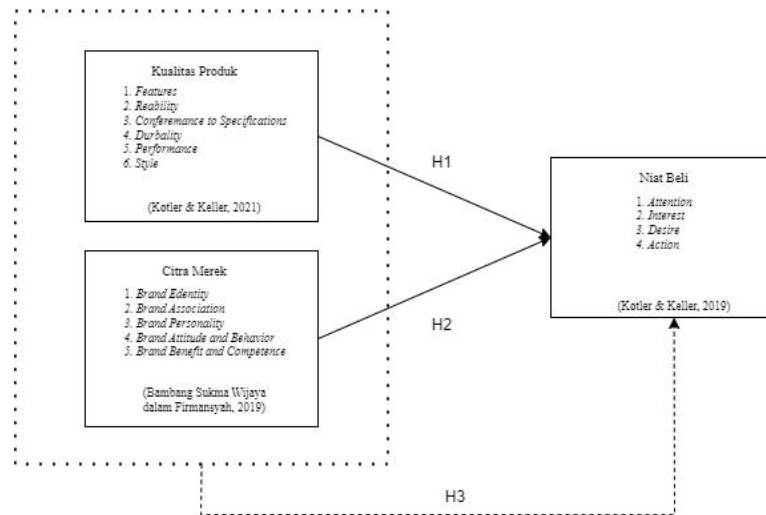 Kualitas Produk
1. Features
2. Reability
3. Conferemance to Specifications
4. Durbality
5. Performance
6. Style
(Kotler & Keller, 2021)
H1
Niat Beli
1. Attention
2. Interest
3. Desire
4. Action
(Kotler & Keller, 2019)
Citra Merek
1. Brand Edentity
2. Brand Association
3. Brand Personality
4. Brand Attitude and Behavior
5. Brand Benefit and Competence
(Bambang Sukma Wijaya
dalam Firmansyah, 2019)
H2
H3